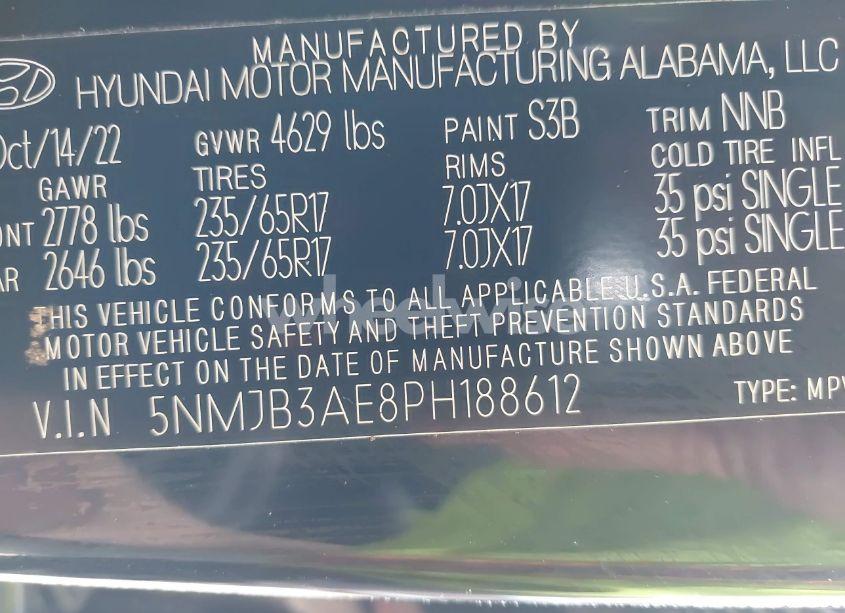 MANUFACTURED BY
HYUNDAI MOTOR MANUFACTURING ALABAMA, LLC
Oct/14/22 GVWR 4629 lbs PAINT S3B TRIM NNB
GAWR TIRES RIMS COLD TIRE INFL
ONT 2778 lbs 235/65R17 7.0JX17 35 psi SINGLE
AR 2646 lbs 235/65R17 7.0JX17 35 psi SINGLE
THIS VEHICLE CONFORMS TO ALL APPLICABLE U.S.A. FEDERAL
MOTOR VEHICLE SAFETY AND THEFT PREVENTION STANDARDS
IN EFFECT ON THE DATE OF MANUFACTURE SHOWN ABOVE
V.I.N 5NMJB3AE8PH188612 TYPE: MPV